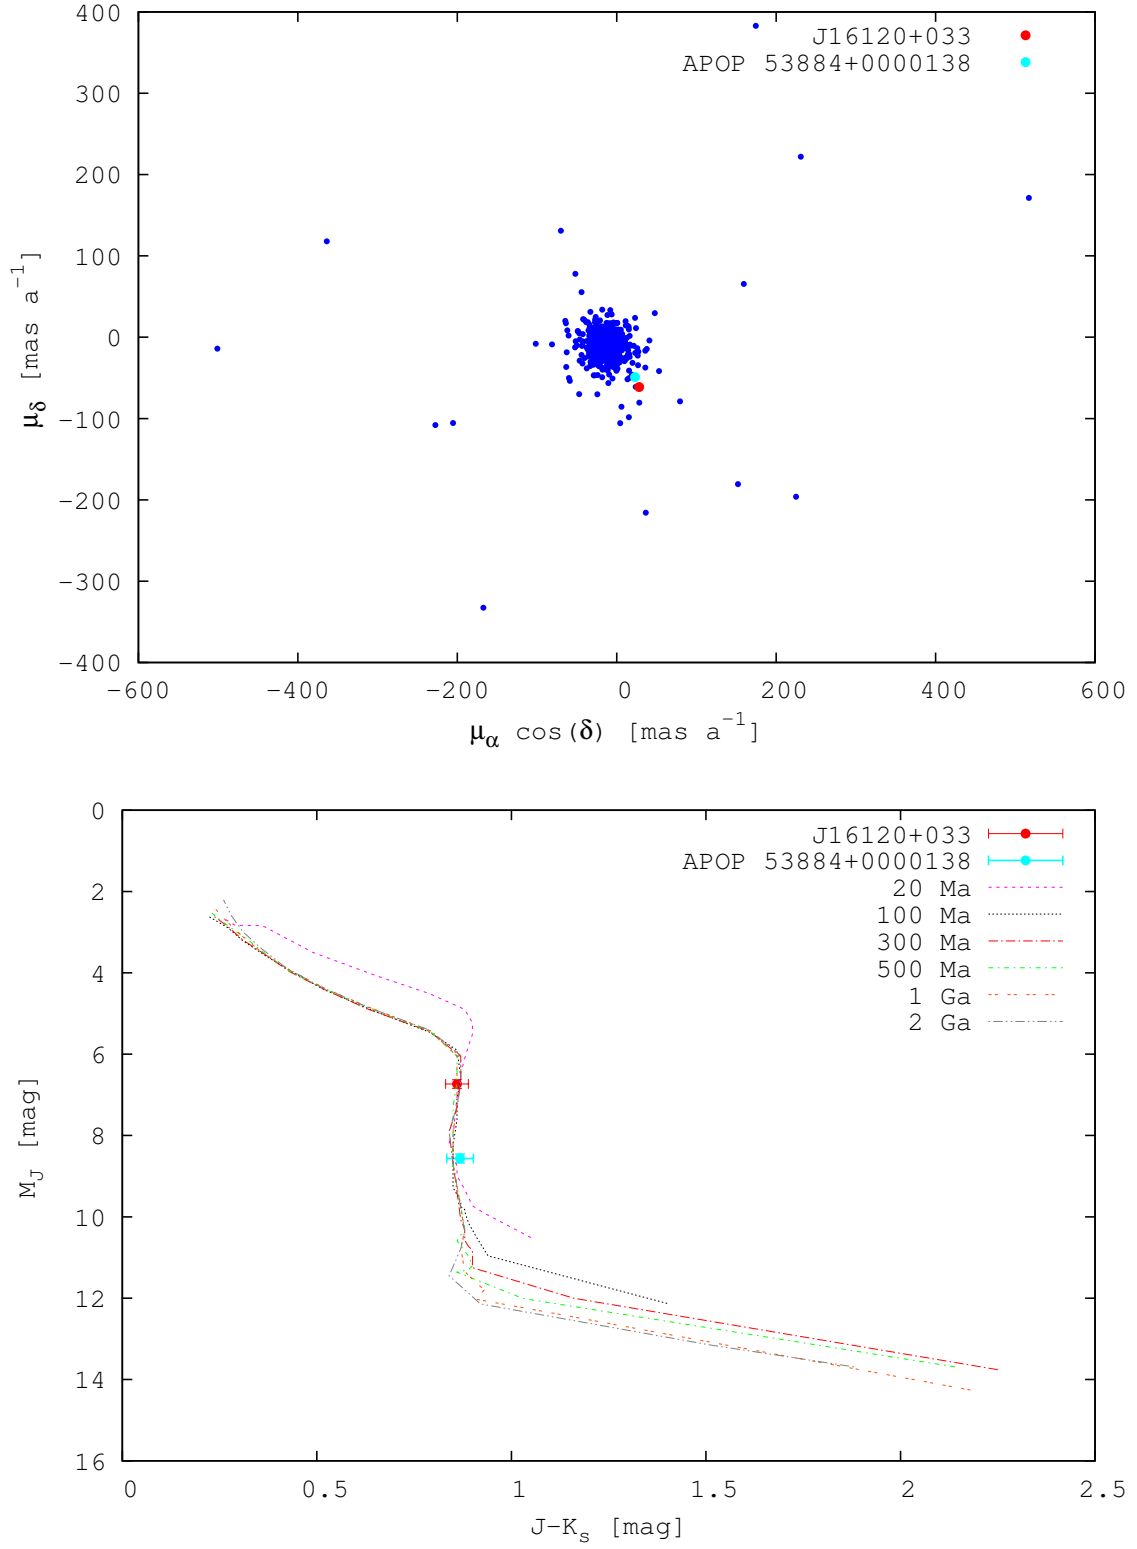 400
300
200
100
0
−100
−200
−300
−400
−600
−400
−200
0
200
400
600
μδ [mas a−1]
μα cos(δ) [mas a−1]
J16120+033
APOP 53884+0000138
0
2
4
6
8
10
12
14
16
0
0.5
1
1.5
2
2.5
MJ [mag]
J−Ks [mag]
J16120+033
APOP 53884+0000138
20 Ma
100 Ma
300 Ma
500 Ma
1 Ga
2 Ga